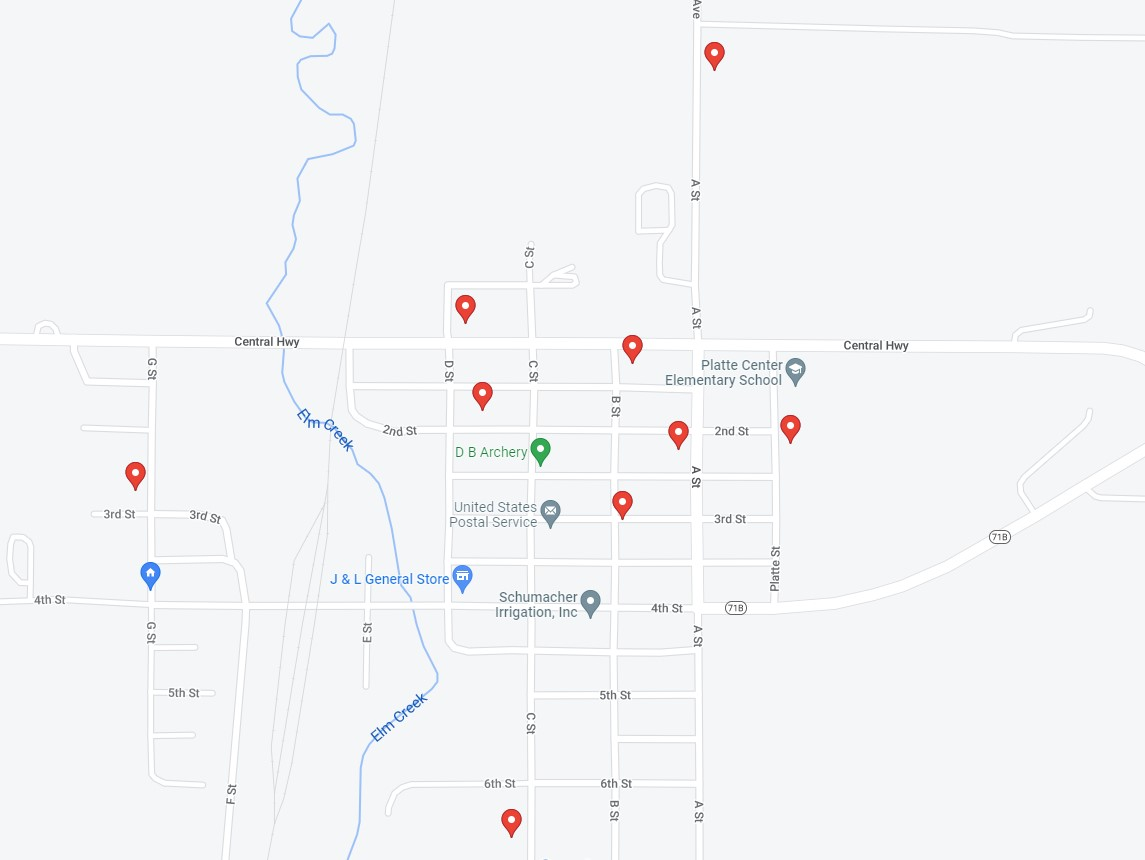 Ave
A St
C St
A St
Central Hwy
Central Hwy
G St
D St
C St
Platte Center
Elementary School
B St
Elm Creek
2nd St
2nd St
D B Archery
A St
United States
Postal Service
3rd St
3rd St
3rd St
71B
Platte St
J & L General Store
4th St
Schumacher
Irrigation, Inc
4th St
71B
G St
E St
A St
5th St
5th St
Elm Creek
C St
6th St
6th St
F St
B St
A St